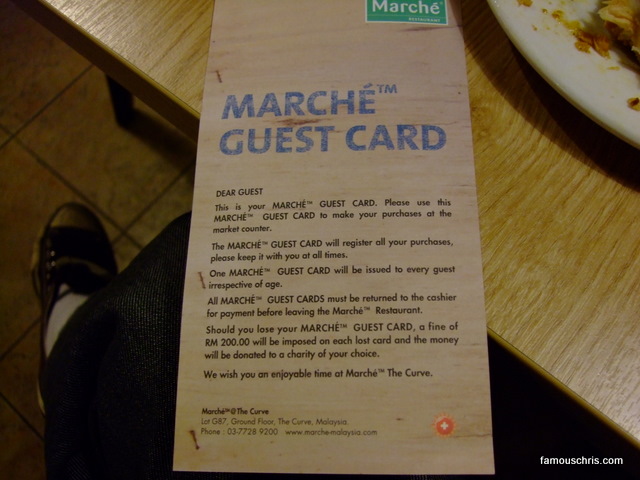 Marché
RESTAURANT
MARCHÉ™
GUEST CARD
DEAR GUEST
This is your MARCHÉ™ GUEST CARD. Please use this
MARCHÉ™ GUEST CARD to make your purchases at the
market counter.
The MARCHÉ™ GUEST CARD will register all your purchases,
please keep it with you at all times.
One MARCHÉ™ GUEST CARD will be issued to every guest
irrespective of age.
All MARCHÉ™ GUEST CARDS must be returned to the cashier
for payment before leaving the Marché™ Restaurant.
Should you lose your MARCHÉ™ GUEST CARD, a fine of
RM 200.00 will be imposed on each lost card and the money
will be donated to a charity of your choice.
We wish you an enjoyable time at Marché™ The Curve.
Marché™@The Curve
Lot G87, Ground Floor, The Curve, Malaysia.
Phone : 03-7728 9200 www.marche-malaysia.com
famouschris.com